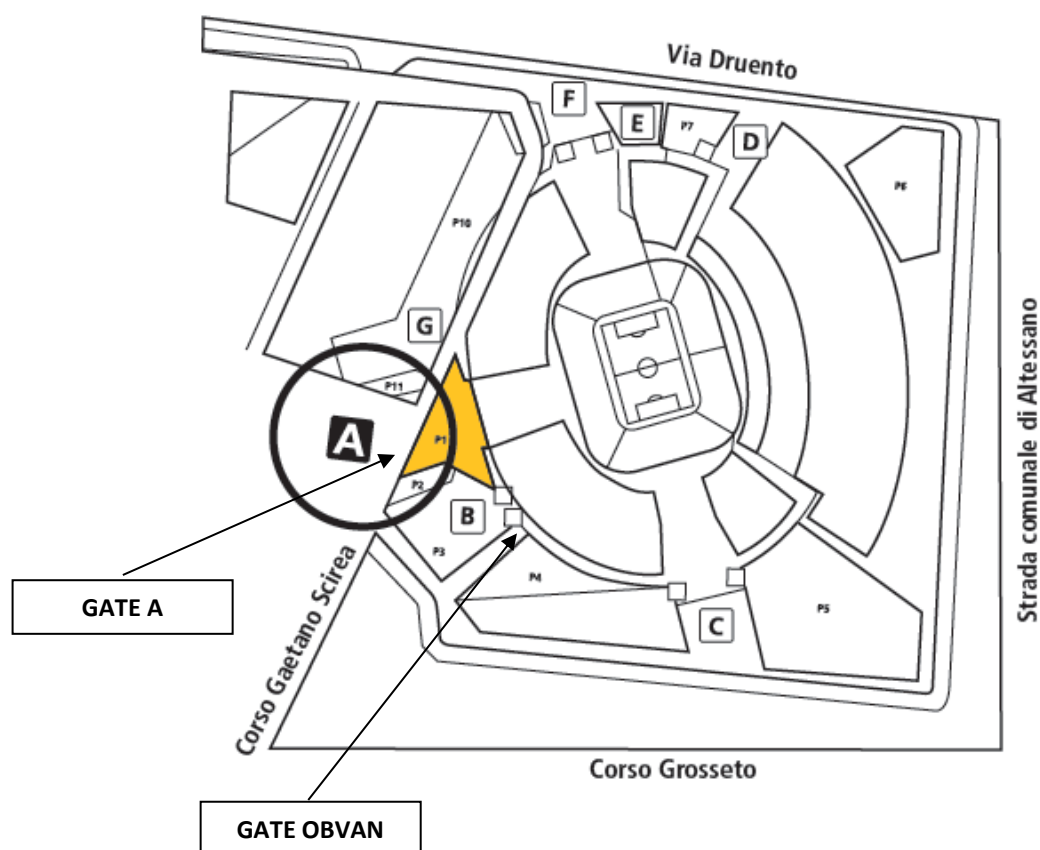 Via Druento
F
E
P7
D
P6
P10
G
P11
A
P1
P2
B
P3
P4
P5
C
GATE A
Corso Gaetano Scirea
Strada comunale di Altessano
Corso Grosseto
GATE OBVAN